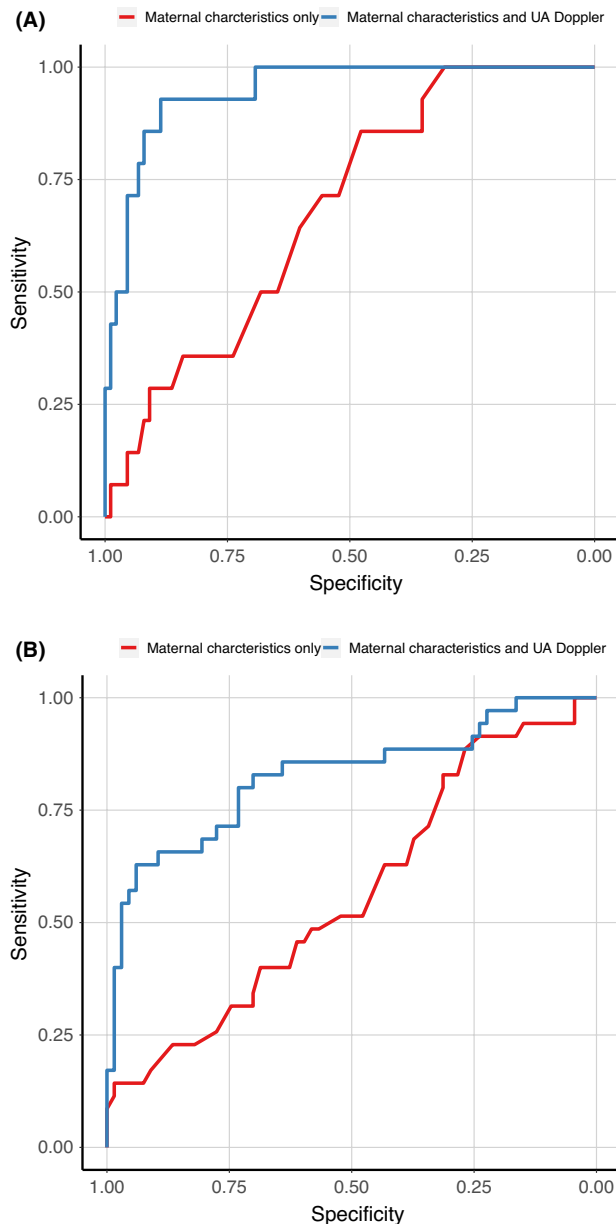 (A)
Maternal charcteristics only Maternal characteristics and UA Doppler
1.00
0.75
Sensitivity
0.50
0.25
0.00
1.00 0.75 0.50 0.25 0.00
Specificity
(B)
Maternal charcteristics only Maternal characteristics and UA Doppler
1.00
0.75
Sensitivity
0.50
0.25
0.00
1.00 0.75 0.50 0.25 0.00
Specificity